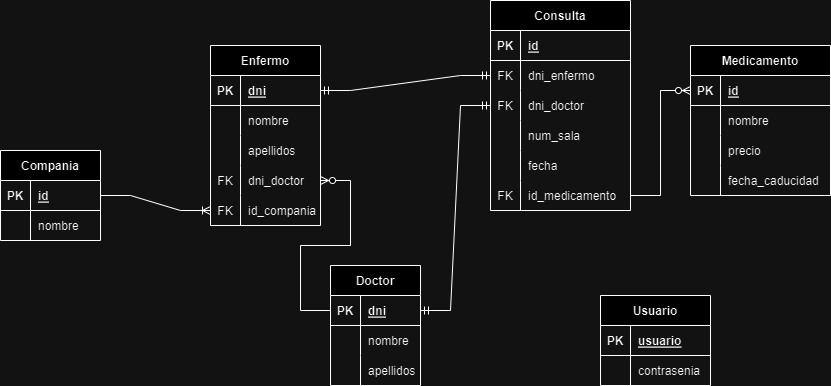 Consulta
PK id
FK dni_enfermo
FK dni_doctor
num_sala
fecha
FK id_medicamento
Enfermo
PK dni
nombre
apellidos
FK dni_doctor
FK id_compania
Medicamento
PK id
nombre
precio
fecha_caducidad
Compania
PK id
nombre
Doctor
PK dni
nombre
apellidos
Usuario
PK usuario
contrasenia